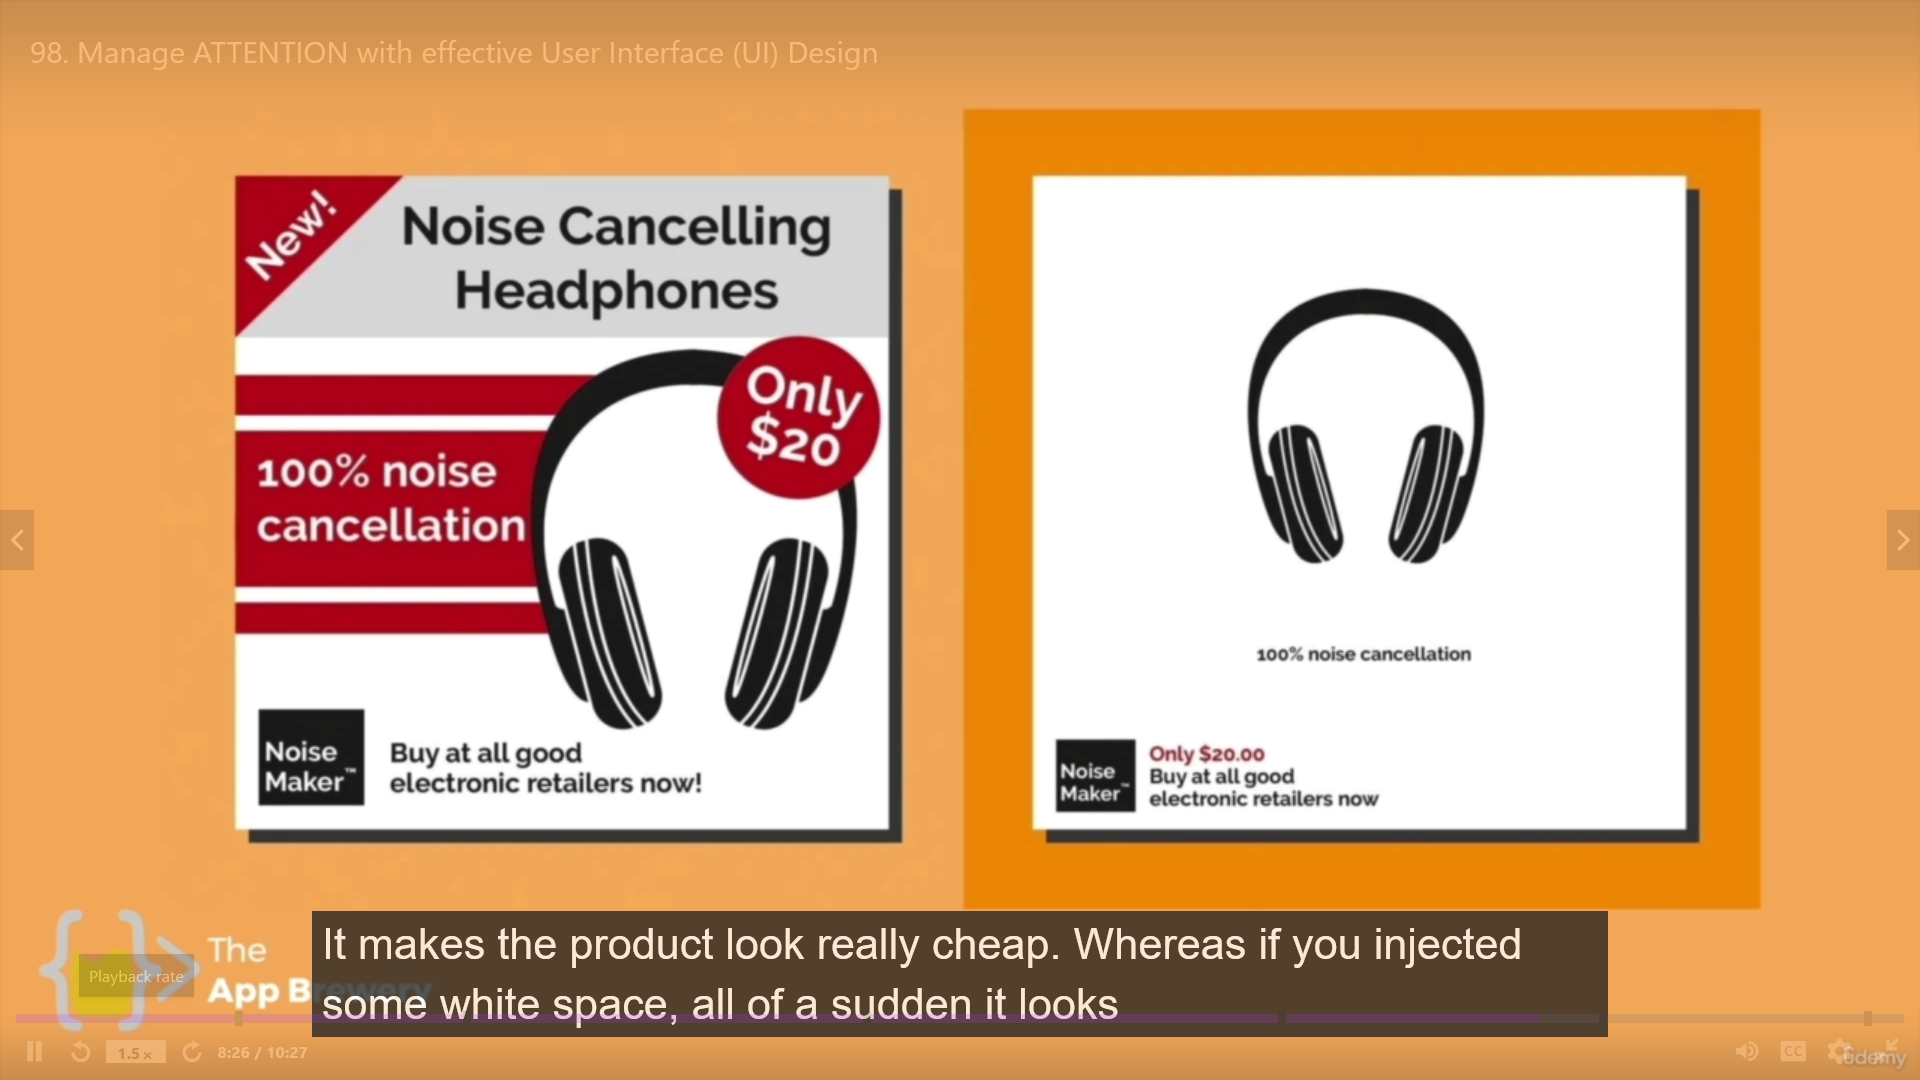 98. Manage ATTENTION with effective User Interface (UI) Design
New!
Noise Cancelling
Headphones
Only
$20
100% noise
cancellation
Noise
Maker™
Buy at all good
electronic retailers now!
100% noise cancellation
Noise
Maker™
Only $20.00
Buy at all good
electronic retailers now
The
App Brewery
Playback rate
It makes the product look really cheap. Whereas if you injected
some white space, all of a sudden it looks
1.5×
8:26 / 10:27
CC
ûdemy